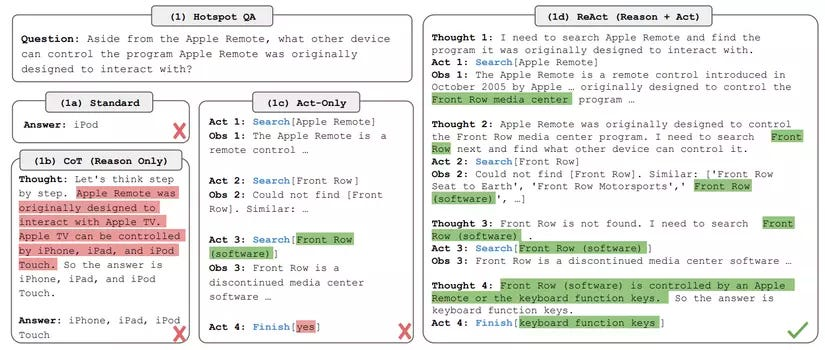 (1) Hotspot QA
Question: Aside from the Apple Remote, what other device
can control the program Apple Remote was originally
designed to interact with?
(1a) Standard
Answer: iPod
(1b) CoT (Reason Only)
Thought: Let's think step
by step. Apple Remote was
originally designed to
interact with Apple TV.
Apple TV can be controlled
by iPhone, iPad, and iPod
Touch. So the answer is
iPhone, iPad, and iPod
Touch.
Answer: iPhone, iPad, iPod
Touch
(1c) Act-Only
Act 1: Search[Apple Remote]
Obs 1: The Apple Remote is a
remote control …
Act 2: Search[Front Row]
Obs 2: Could not find [Front
Row]. Similar: …
Act 3: Search[Front Row
(software)]
Obs 3: Front Row is a
discontinued media center
software …
Act 4: Finish[yes]
(1d) ReAct (Reason + Act)
Thought 1: I need to search Apple Remote and find the
program it was originally designed to interact with.
Act 1: Search[Apple Remote]
Obs 1: The Apple Remote is a remote control introduced in
October 2005 by Apple … originally designed to control the
Front Row media center program …
Thought 2: Apple Remote was originally designed to control
the Front Row media center program. I need to search Front
Row next and find what other device can control it.
Act 2: Search[Front Row]
Obs 2: Could not find [Front Row]. Similar: ['Front Row
Seat to Earth', 'Front Row Motorsports',' Front Row
(software)', …]
Thought 3: Front Row is not found. I need to search Front
Row (software) .
Act 3: Search[Front Row (software) ]
Obs 3: Front Row is a discontinued media center software …
Thought 4: Front Row (software) is controlled by an Apple
Remote or the keyboard function keys. So the answer is
keyboard function keys.
Act 4: Finish[keyboard function keys ]